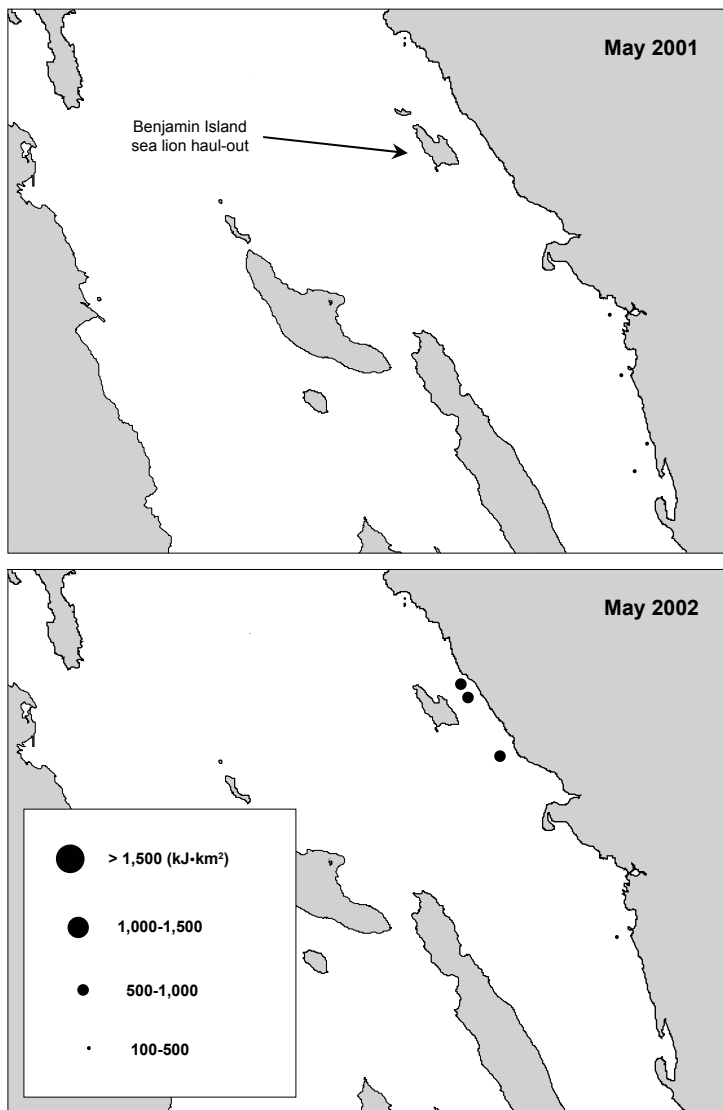 May 2001
Benjamin Island
sea lion haul-out
May 2002
> 1,500 (kJ•km²)
1,000-1,500
500-1,000
100-500